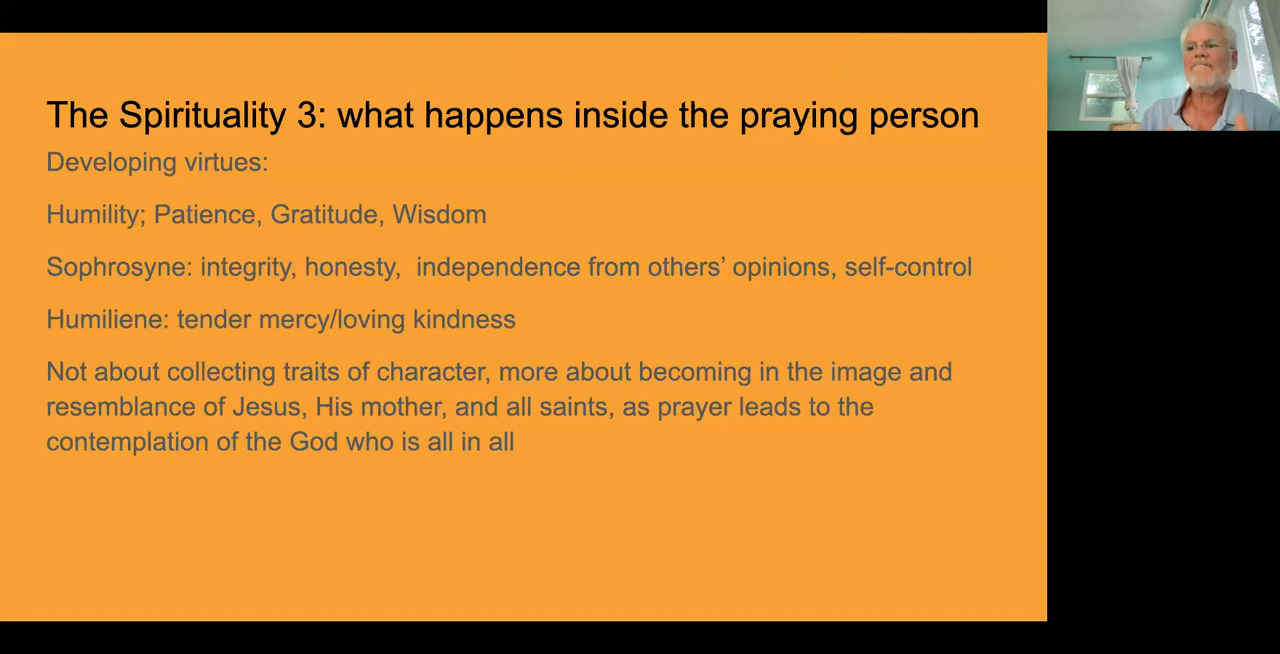 The Spirituality 3: what happens inside the praying person
Developing virtues:
Humility; Patience, Gratitude, Wisdom
Sophrosyne: integrity, honesty,  independence from others’ opinions, self-control
Humiliene: tender mercy/loving kindness
Not about collecting traits of character, more about becoming in the image and
resemblance of Jesus, His mother, and all saints, as prayer leads to the
contemplation of the God who is all in all